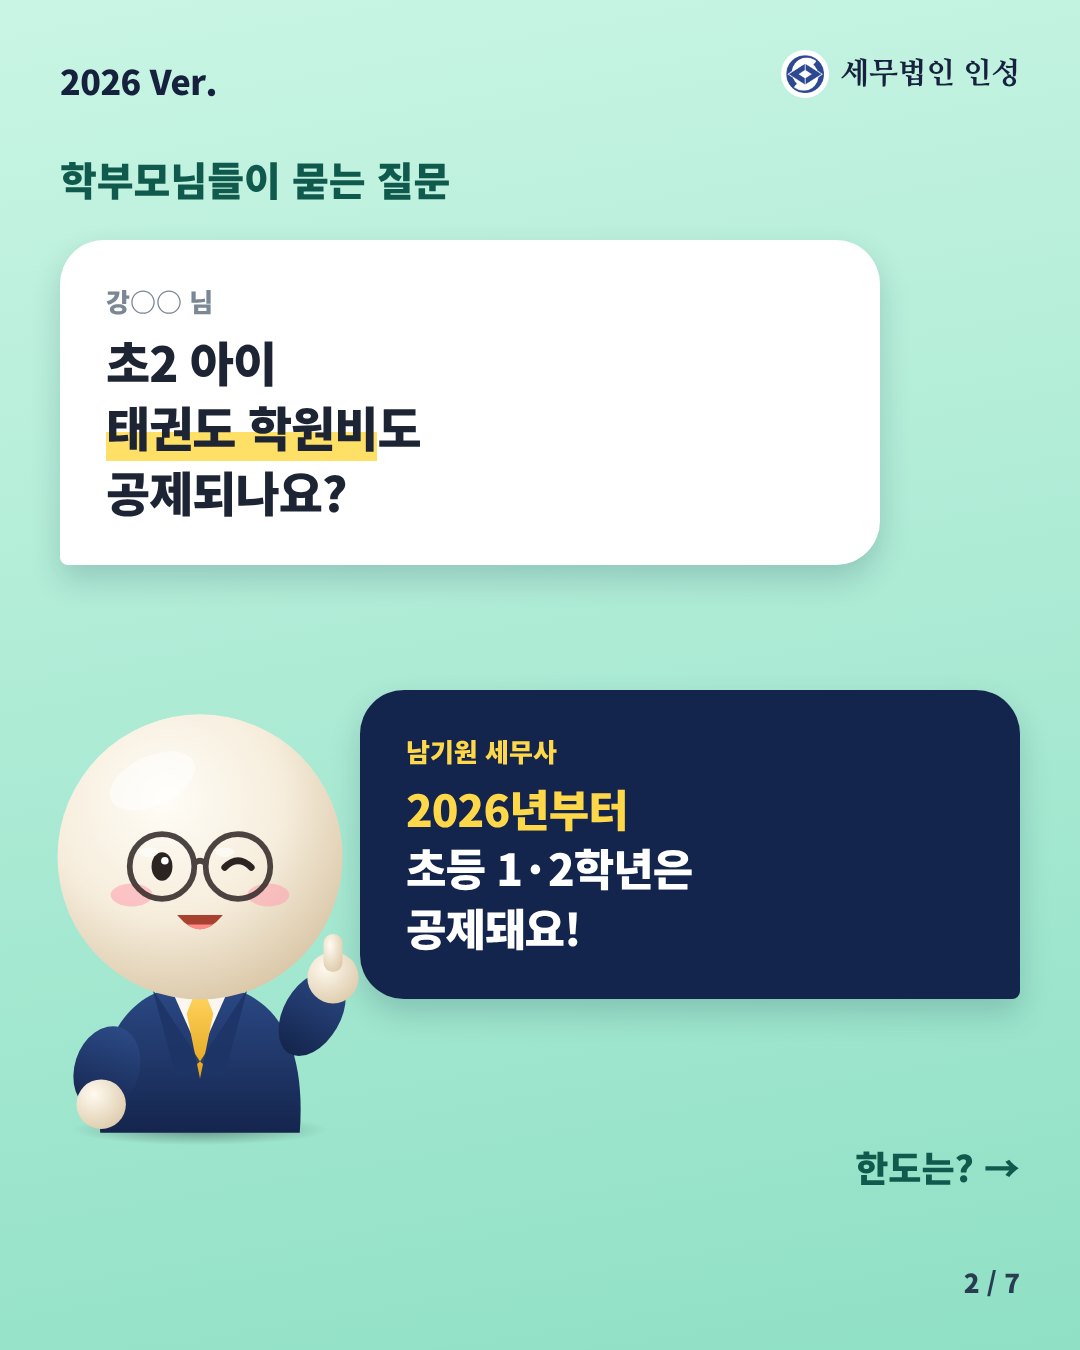 2026 Ver.
세무법인 인성
학부모님들이 묻는 질문
강○○ 님
초2 아이
태권도 학원비도
공제되나요?
남기원 세무사
2026년부터
초등 1·2학년은
공제돼요!
한도는? →
2 / 7